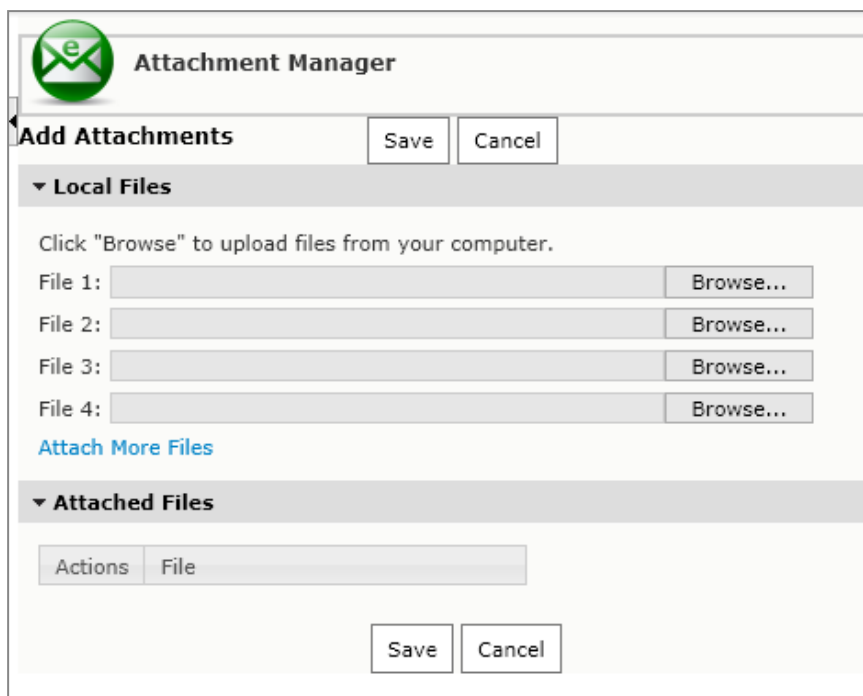 e
Attachment Manager
Add Attachments Save Cancel
Local Files
Click "Browse" to upload files from your computer.
File 1: Browse...
File 2: Browse...
File 3: Browse...
File 4: Browse...
Attach More Files
Attached Files
Actions File
Save Cancel